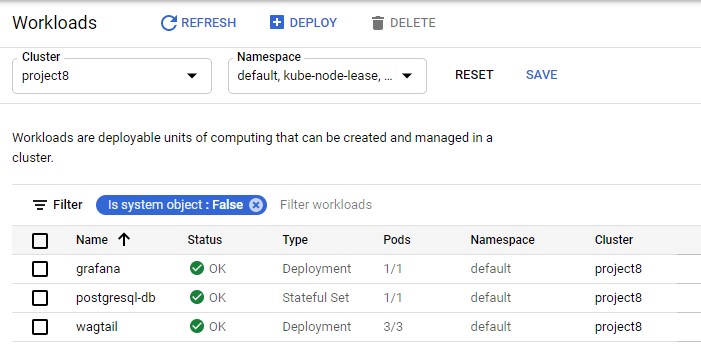 Workloads REFRESH DEPLOY DELETE
Cluster Namespace
project8 default, kube-node-lease, ... RESET SAVE
Workloads are deployable units of computing that can be created and managed in a
cluster.
Filter Is system object : False Filter workloads
Name Status Type Pods Namespace Cluster
grafana OK Deployment 1/1 default project8
postgresql-db OK Stateful Set 1/1 default project8
wagtail OK Deployment 3/3 default project8